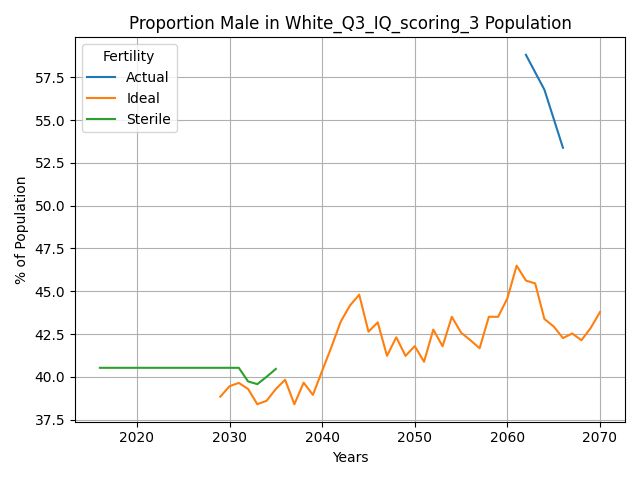 Proportion Male in White_Q3_IQ_scoring_3 Population
Fertility
Actual
Ideal
Sterile
% of Population
57.5
55.0
52.5
50.0
47.5
45.0
42.5
40.0
37.5
2020 2030 2040 2050 2060 2070
Years